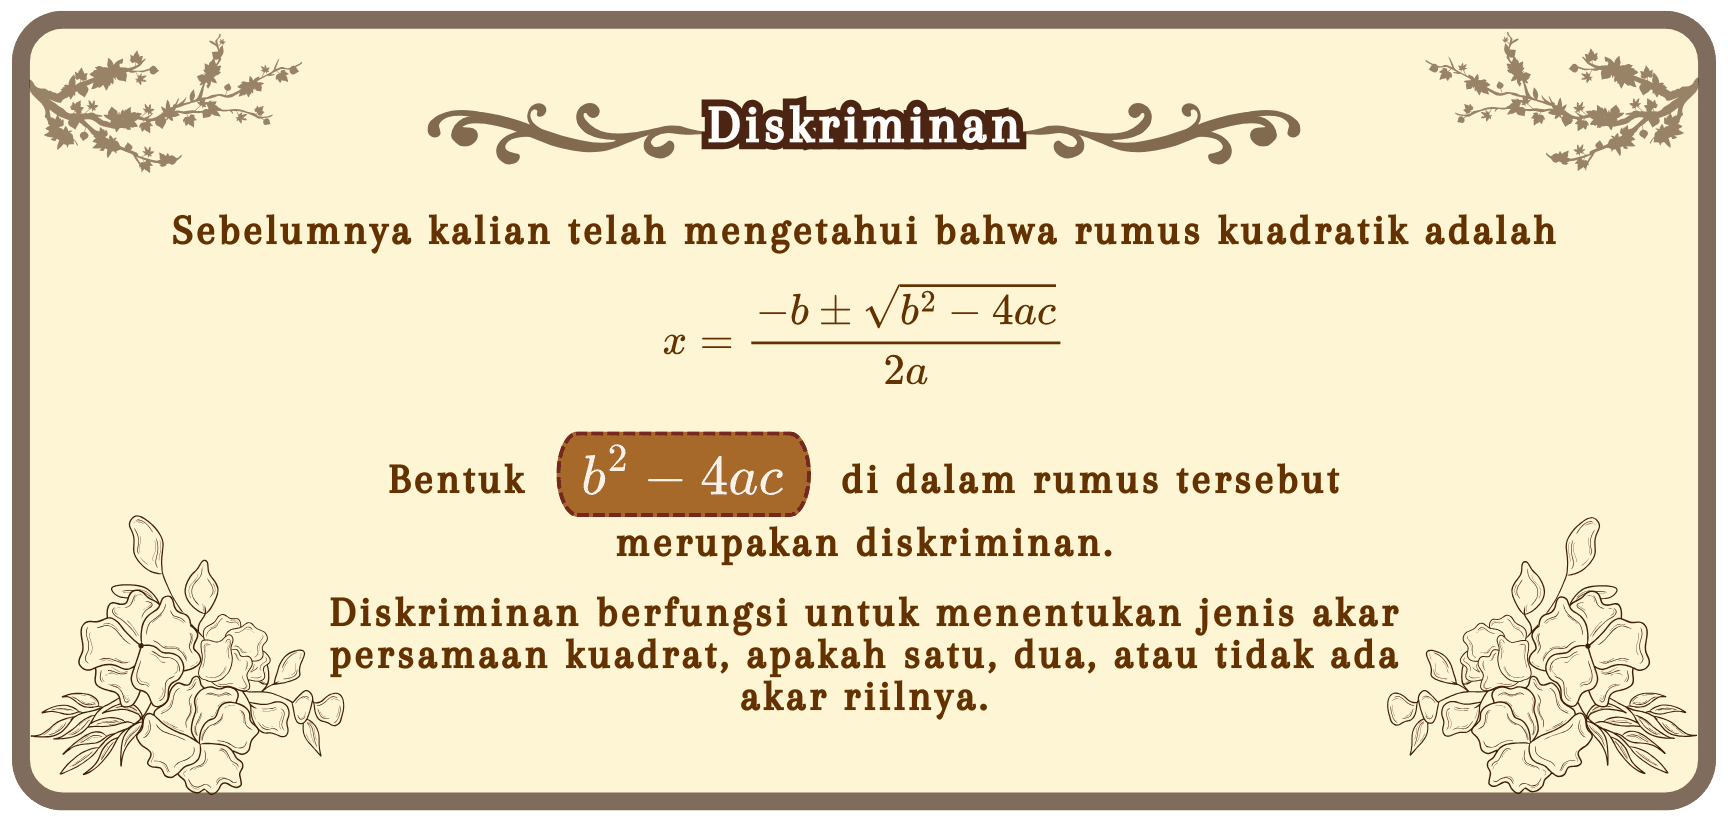 Diskriminan
Sebelumnya kalian telah mengetahui bahwa rumus kuadratik adalah
x = \frac{-b \pm \sqrt{b^2 - 4ac}}{2a}
Bentuk b^2 - 4ac di dalam rumus tersebut
merupakan diskriminan.
Diskriminan berfungsi untuk menentukan jenis akar
persamaan kuadrat, apakah satu, dua, atau tidak ada
akar riilnya.